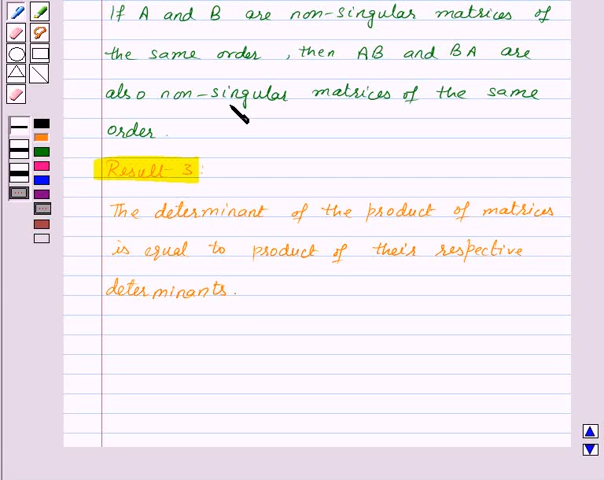 If A and B are non-singular matrices of
the same order, then AB and BA are
also non-singular matrices of the same
order.
Result 3:
The determinant of the product of matrices
is equal to product of their respective
determinants.